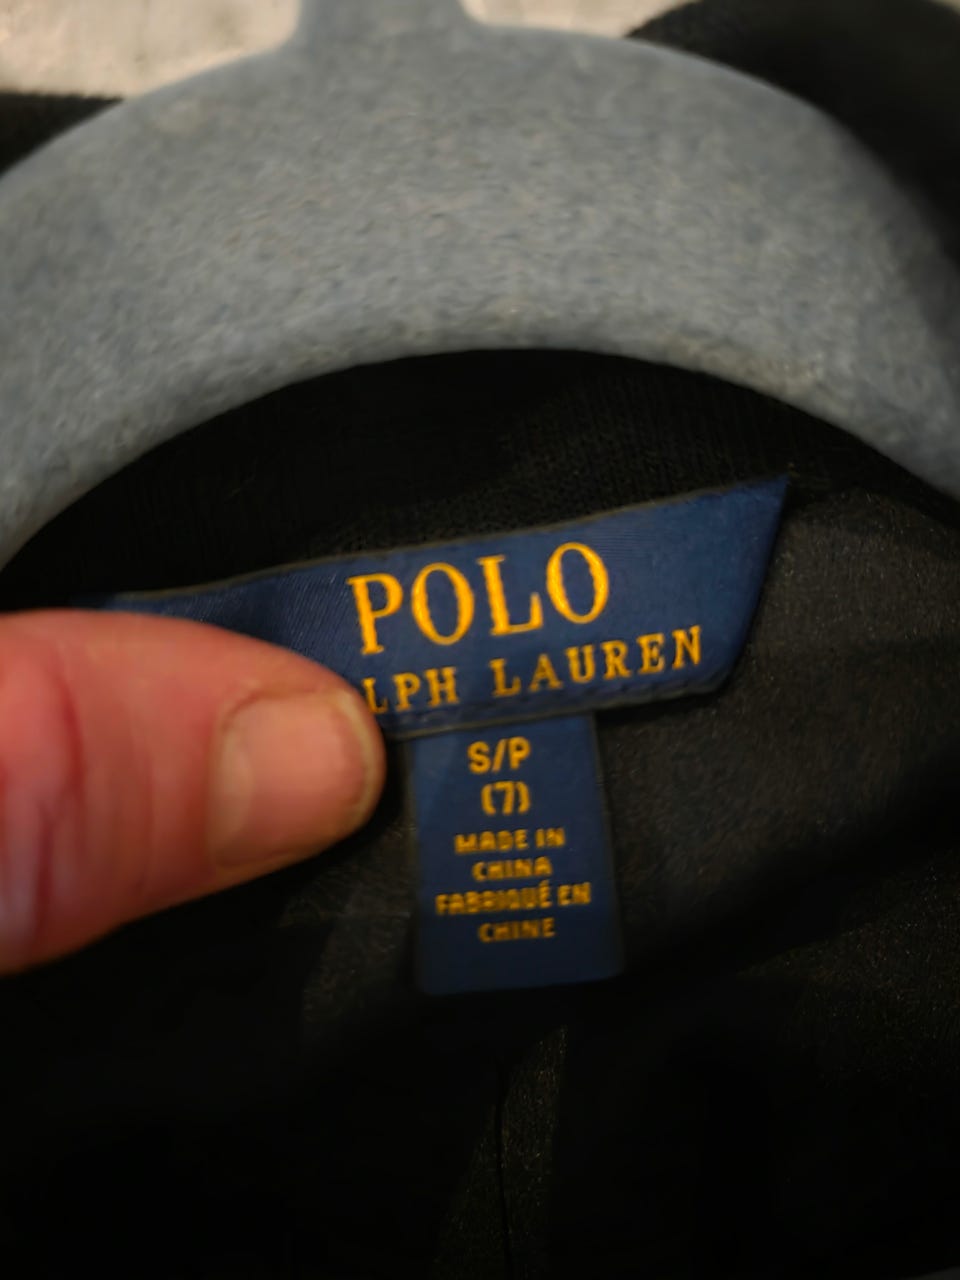 POLO
LPH LAUREN
S/P
(7)
MADE IN
CHINA
FABRIQUÉ EN
CHINE